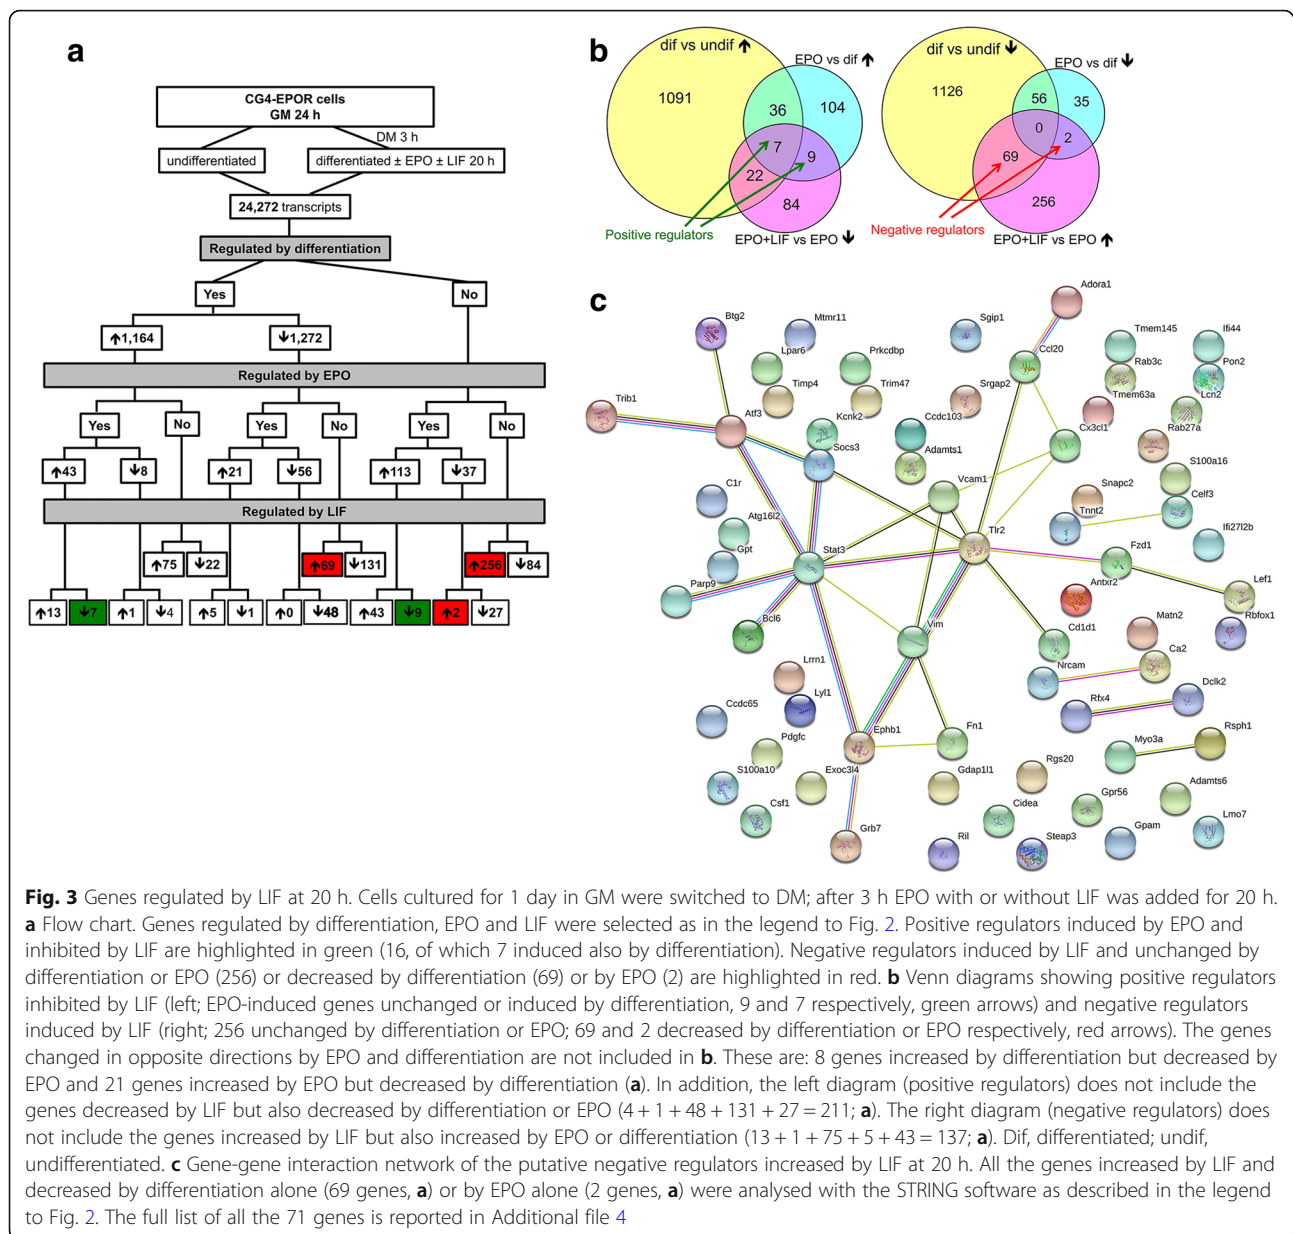 a
CG4-EPOR cells
GM 24 h
DM 3 h
undifferentiated
differentiated ± EPO ± LIF 20 h
24,272 transcripts
Regulated by differentiation
Yes
No
↑1,164
↓1,272
Regulated by EPO
Yes
No
Yes
No
Yes
No
↑43
↓8
↑21
↓56
↑113
↓37
Regulated by LIF
↑75
↓22
↑69
↓131
↑256
↓84
↑13
↓7
↑1
↓4
↑5
↓1
↑0
↓48
↑43
↓9
↑2
↓27
b
dif vs undif ↑
EPO vs dif ↑
1091
36
104
7
9
22
84
Positive regulators
EPO+LIF vs EPO ↓
dif vs undif ↓
EPO vs dif ↓
1126
56
35
0
2
69
256
Negative regulators
EPO+LIF vs EPO ↑
c
Adora1
Btg2
Mtmr11
Sgip1
Tmem145
Ifi44
Ccl20
Lpar6
Prkcdbp
Rab3c
Pon2
Timp4
Trim47
Srgap2
Tmem63a
Lcn2
Trib1
Atf3
Kcnk2
Ccdc103
Cx3cl1
Rab27a
Socs3
Adamts1
S100a16
C1r
Vcam1
Snapc2
Celf3
Atg16l2
Tnnt2
Ifi27l2b
Gpt
Stat3
Tlr2
Fzd1
Parp9
Antxr2
Lef1
Bcl6
Vim
Cd1d1
Matn2
Rbfox1
Lrrn1
Nrcam
Ca2
Lyl1
Rfx4
Dclk2
Ccdc65
Ephb1
Fn1
Pdgfc
Myo3a
Rsph1
S100a10
Exoc3l4
Gdap1l1
Rgs20
Adamts6
Csf1
Cidea
Gpr56
Grb7
Ril
Steap3
Gpam
Lmo7
Fig. 3 Genes regulated by LIF at 20 h. Cells cultured for 1 day in GM were switched to DM; after 3 h EPO with or without LIF was added for 20 h.
a Flow chart. Genes regulated by differentiation, EPO and LIF were selected as in the legend to Fig. 2. Positive regulators induced by EPO and
inhibited by LIF are highlighted in green (16, of which 7 induced also by differentiation). Negative regulators induced by LIF and unchanged by
differentiation or EPO (256) or decreased by differentiation (69) or by EPO (2) are highlighted in red. b Venn diagrams showing positive regulators
inhibited by LIF (left; EPO-induced genes unchanged or induced by differentiation, 9 and 7 respectively, green arrows) and negative regulators
induced by LIF (right; 256 unchanged by differentiation or EPO; 69 and 2 decreased by differentiation or EPO respectively, red arrows). The genes
changed in opposite directions by EPO and differentiation are not included in b. These are: 8 genes increased by differentiation but decreased by
EPO and 21 genes increased by EPO but decreased by differentiation (a). In addition, the left diagram (positive regulators) does not include the
genes decreased by LIF but also decreased by differentiation or EPO (4 + 1 + 48 + 131 + 27 = 211; a). The right diagram (negative regulators) does
not include the genes increased by LIF but also increased by EPO or differentiation (13 + 1 + 75 + 5 + 43 = 137; a). Dif, differentiated; undif,
undifferentiated. c Gene-gene interaction network of the putative negative regulators increased by LIF at 20 h. All the genes increased by LIF and
decreased by differentiation alone (69 genes, a) or by EPO alone (2 genes, a) were analysed with the STRING software as described in the legend
to Fig. 2. The full list of all the 71 genes is reported in Additional file 4